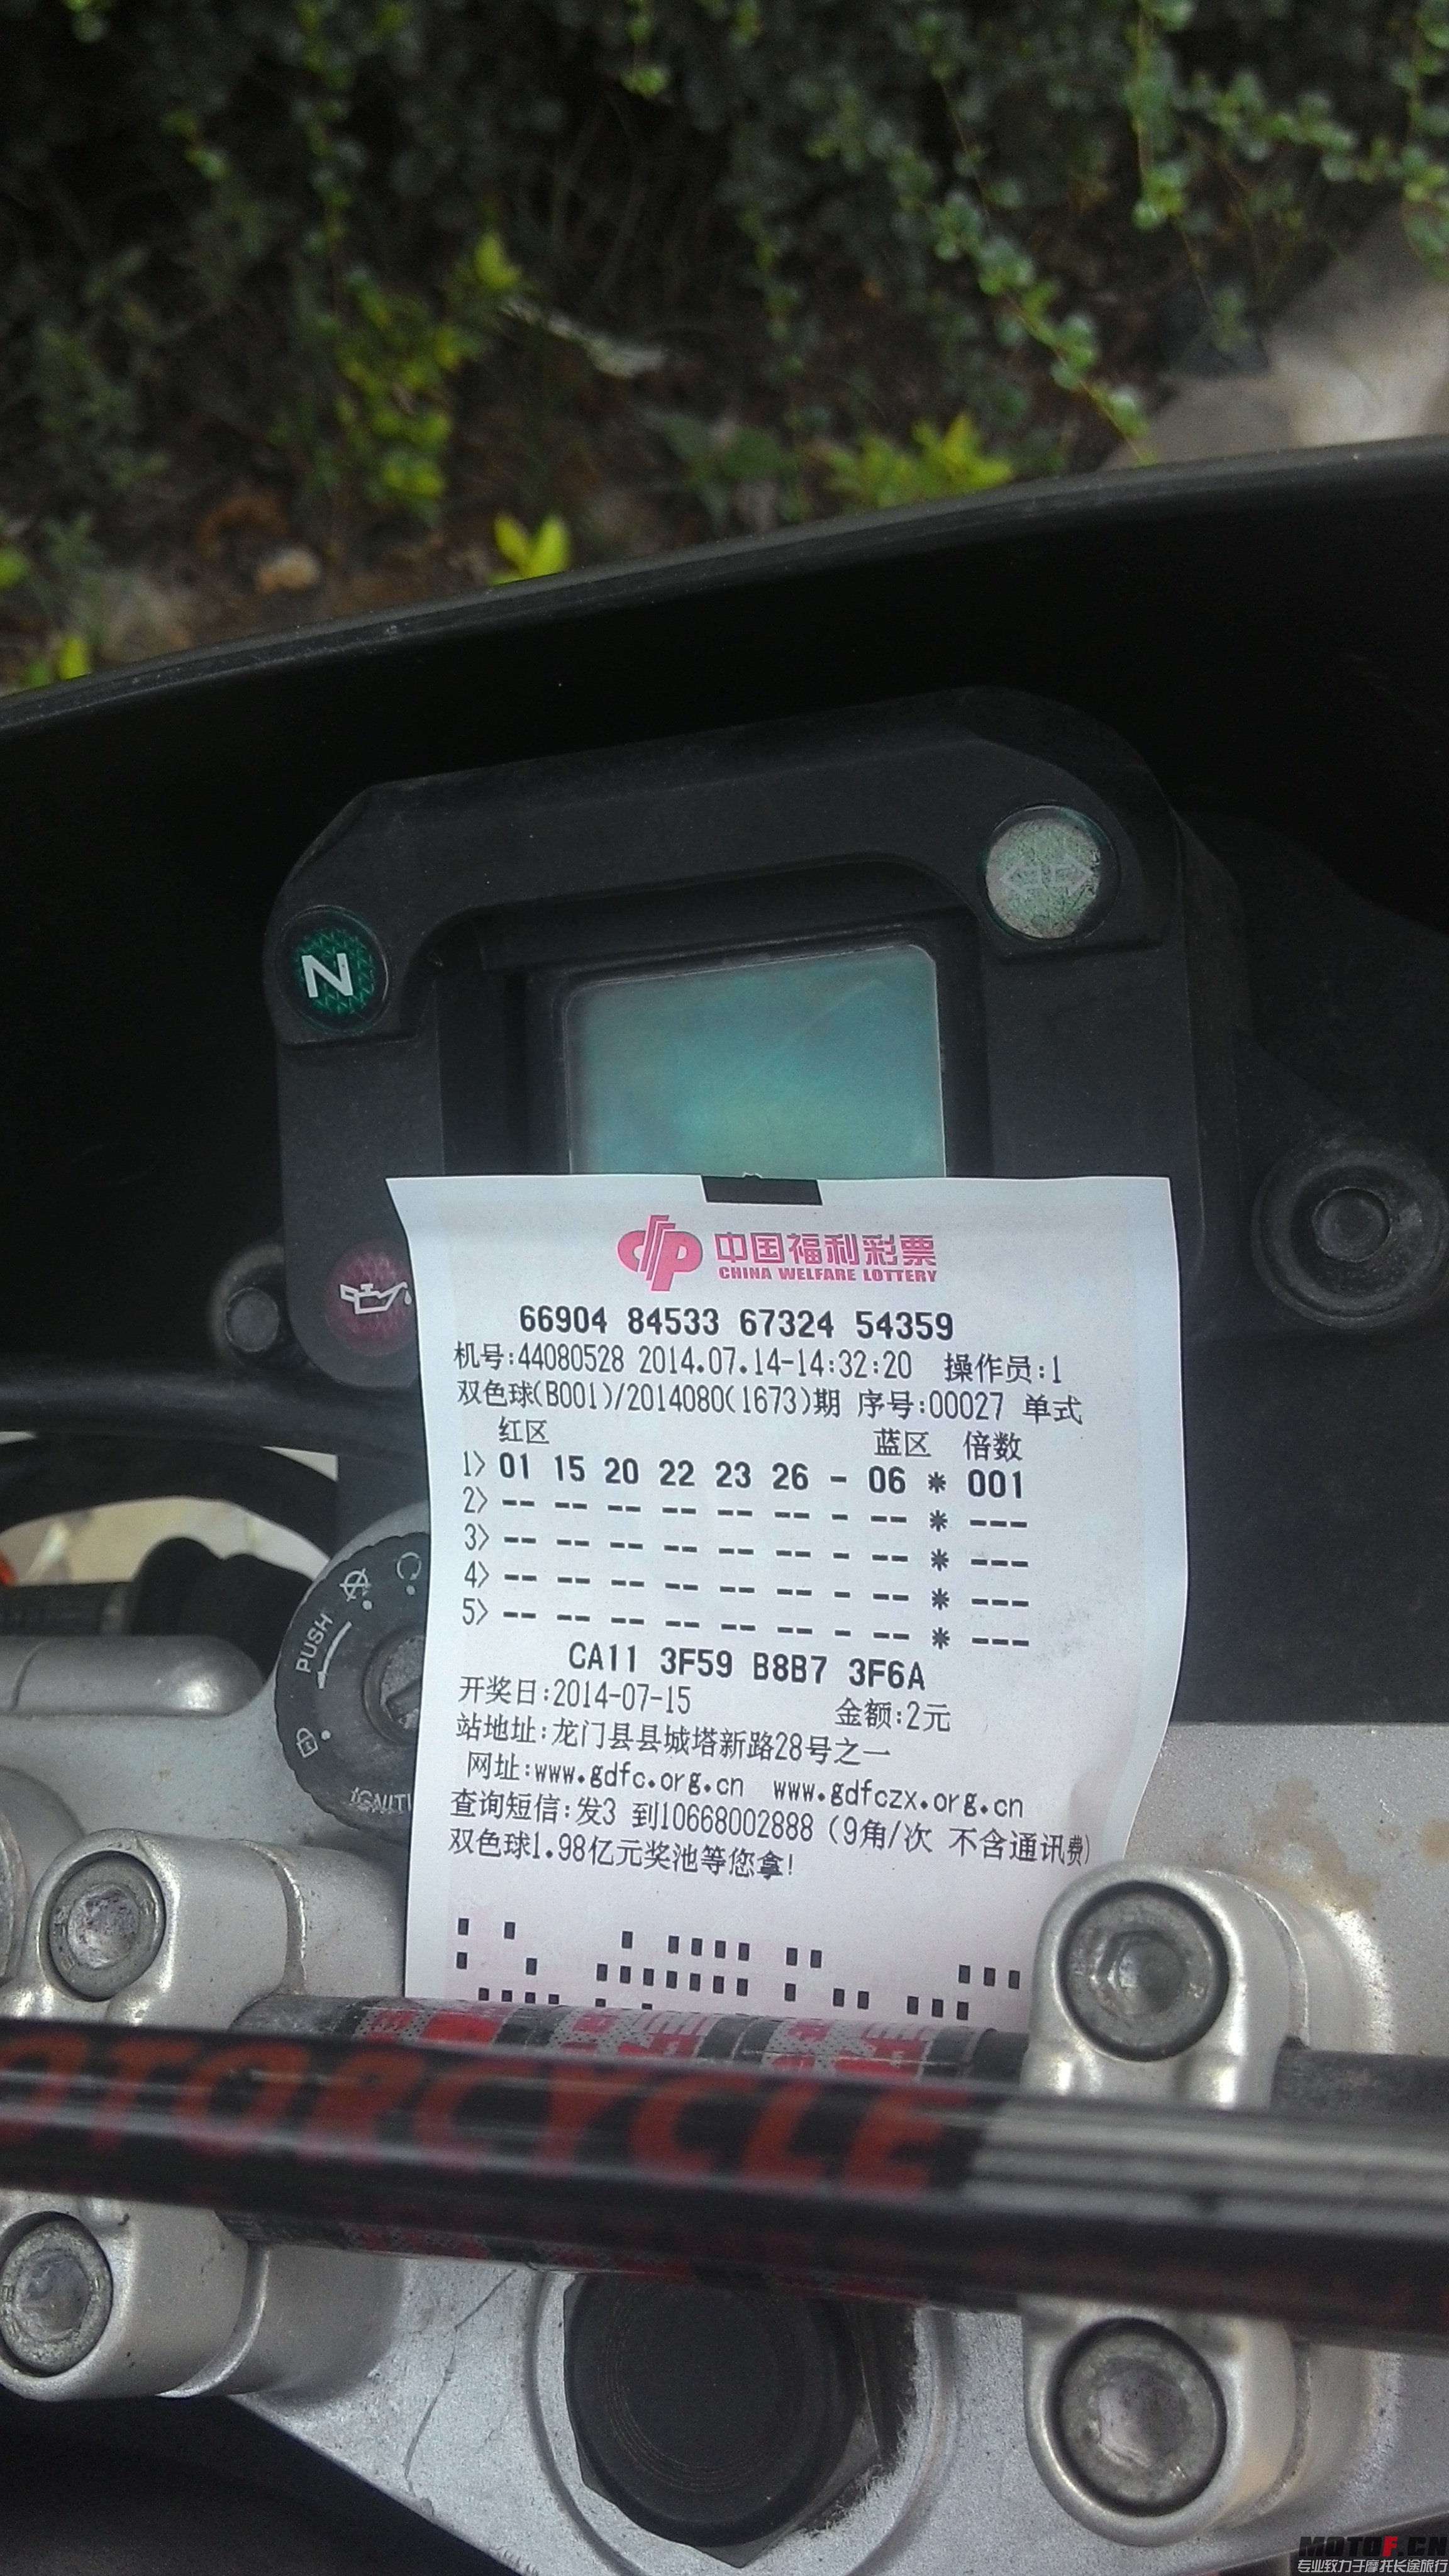 N
中国福利彩票
CHINA WELFARE LOTTERY
66904 84533 67324 54359
机号:44080528 2014.07.14-14:32:20 操作员:1
双色球(B001)/2014080(1673)期 序号:00027 单式
红区 蓝区 倍数
1> 01 15 20 22 23 26 - 06 * 001
2> -- -- -- -- -- -- - -- * ---
3> -- -- -- -- -- -- - -- * ---
4> -- -- -- -- -- -- - -- * ---
5> -- -- -- -- -- -- - -- * ---
CA11 3F59 B8B7 3F6A
开奖日:2014-07-15 金额:2元
站地址:龙门县县城塔新路28号之一
网址:www.gdfc.org.cn www.gdfczx.org.cn
查询短信:发3 到10668002888 (9角/次 不含通讯费)
双色球1.98亿元奖池等您拿!
PUSH
OTORCYCLE
MOTOF.CN
专业致力于摩托长途旅行